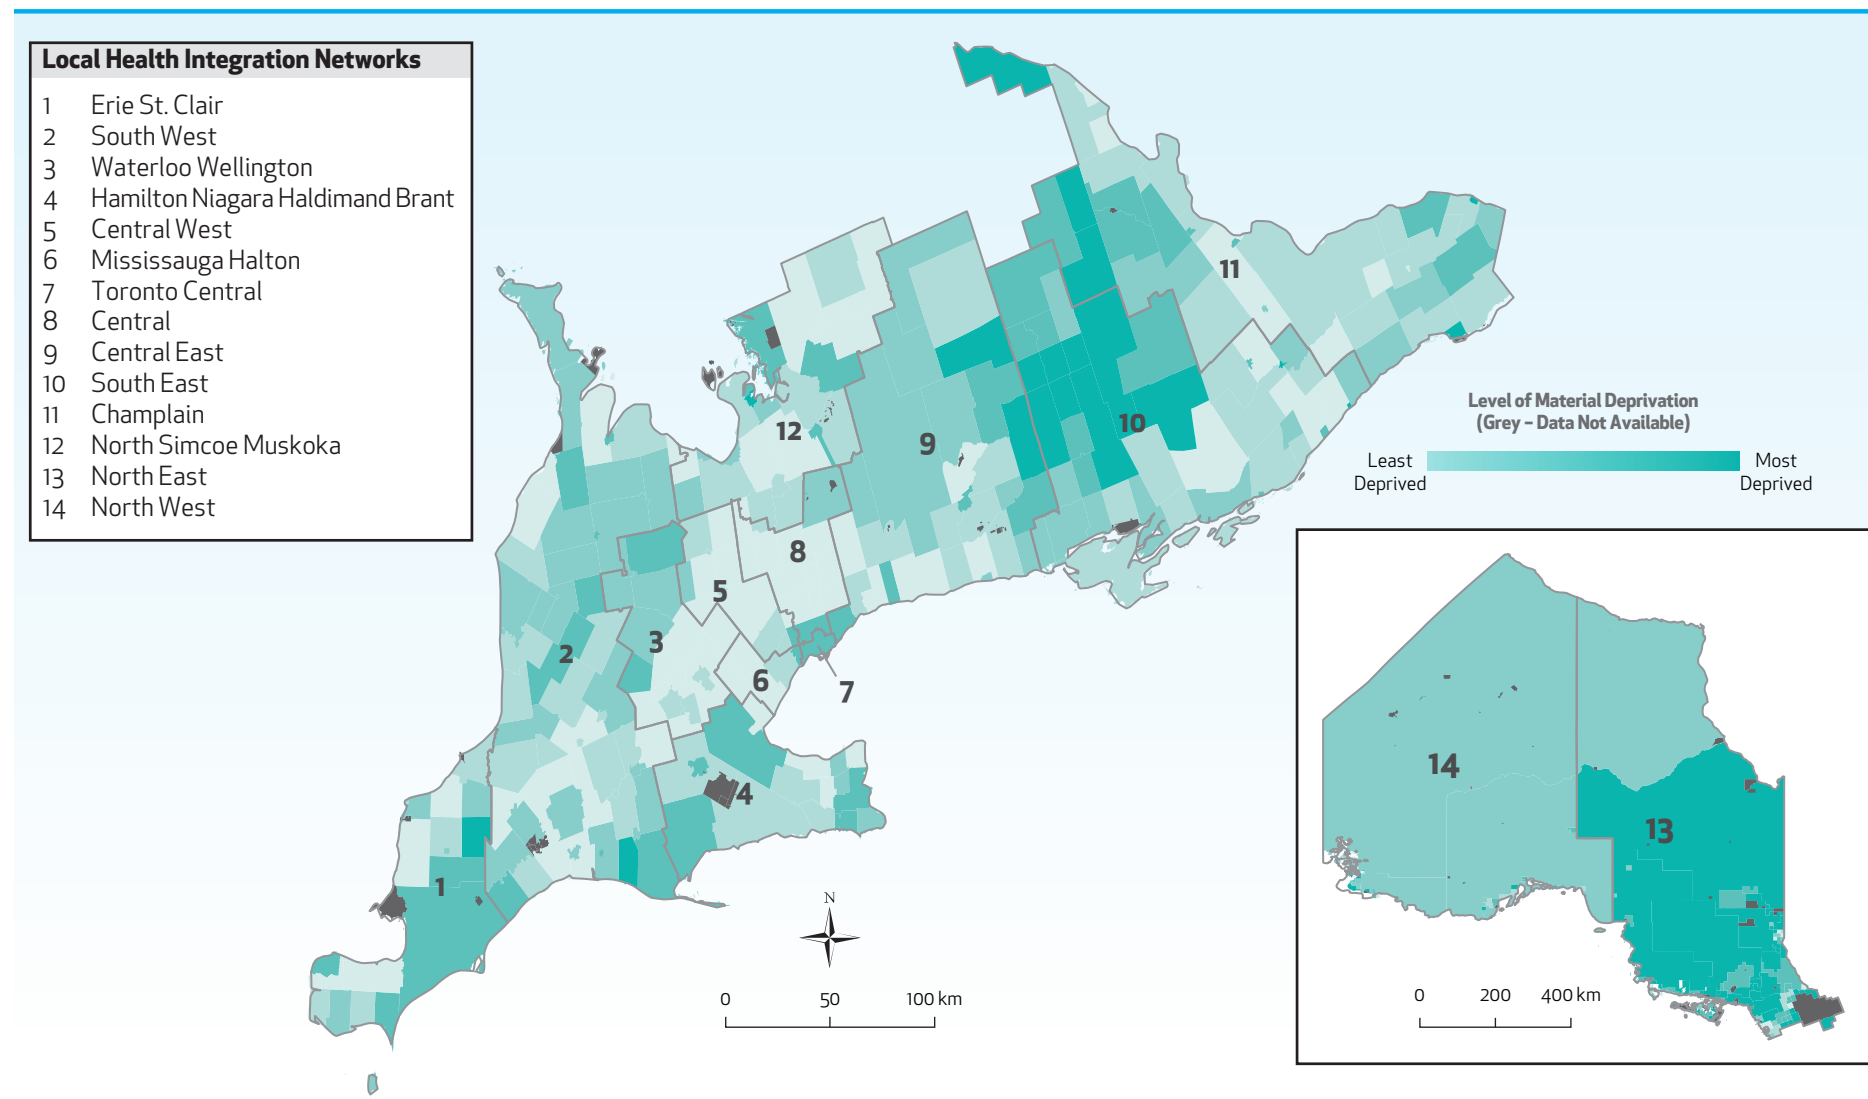 Local Health Integration Networks
1 Erie St. Clair
2 South West
3 Waterloo Wellington
4 Hamilton Niagara Haldimand Brant
5 Central West
6 Mississauga Halton
7 Toronto Central
8 Central
9 Central East
10 South East
11 Champlain
12 North Simcoe Muskoka
13 North East
14 North West
11
12
9
10
8
5
3
2
6
7
4
1
Level of Material Deprivation
(Grey – Data Not Available)
Least Deprived
Most Deprived
N
0 50 100 km
14
13
0 200 400 km